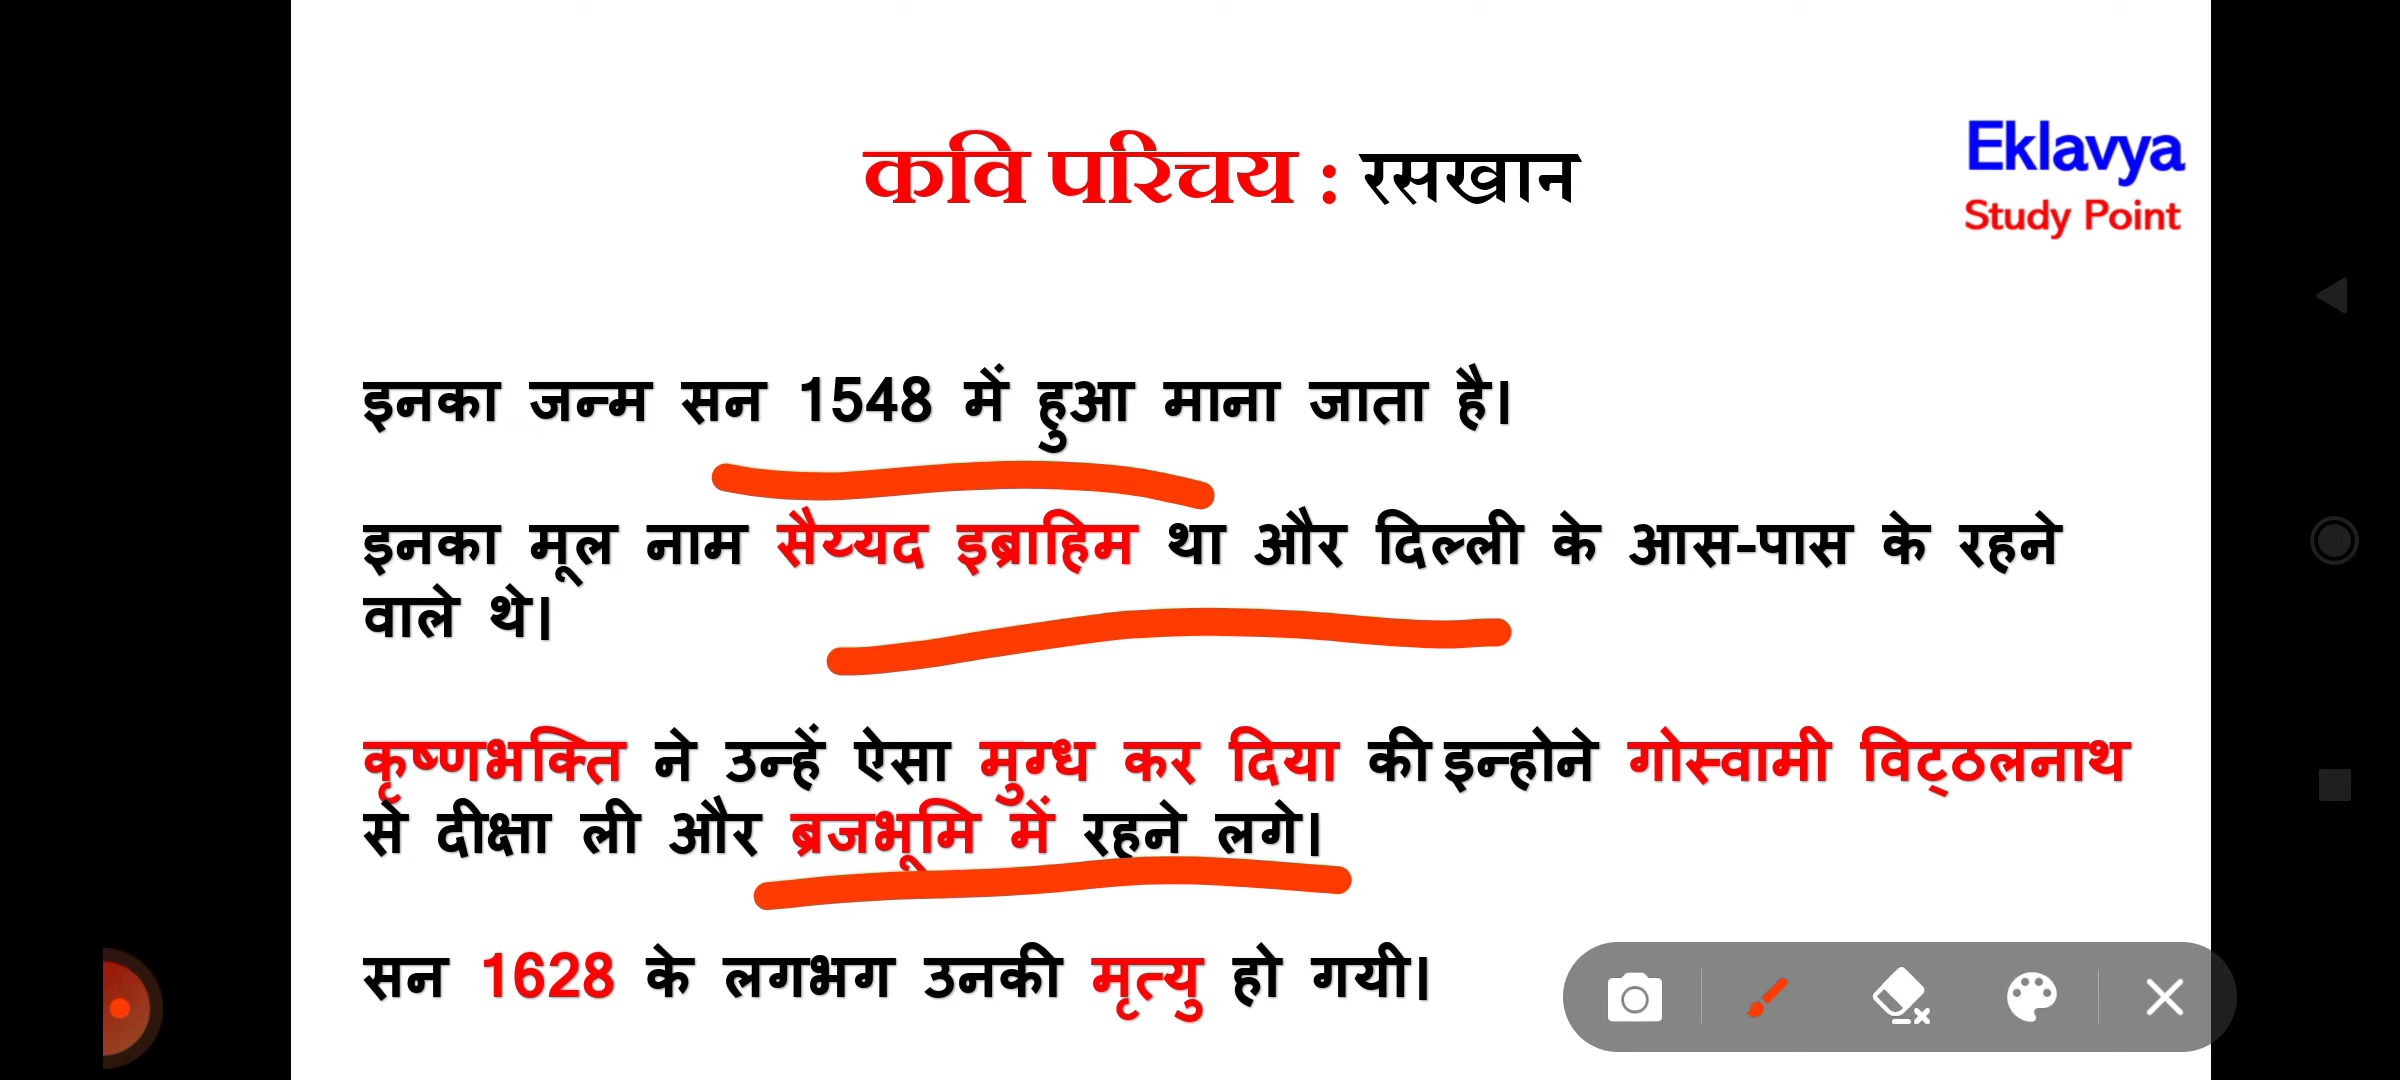 कवि परिचय : रसखान
Eklavya
Study Point
इनका जन्म सन 1548 में हुआ माना जाता है।
इनका मूल नाम सैय्यद इब्राहिम था और दिल्ली के आस-पास के रहने
वाले थे।
कृष्णभक्ति ने उन्हें ऐसा मुग्ध कर दिया की इन्होने गोस्वामी विट्ठलनाथ
से दीक्षा ली और ब्रजभूमि में रहने लगे।
सन 1628 के लगभग उनकी मृत्यु हो गयी।